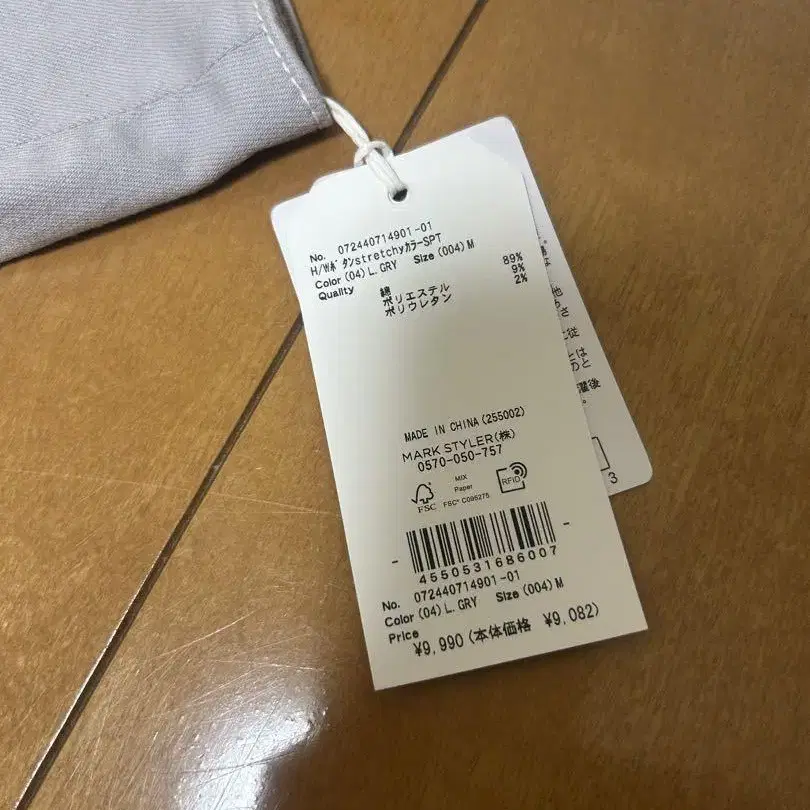 No. 072440714901-01
H/WﾎﾞﾀﾝstretchyｶﾗｰSPT
Color (04) L.GRY Size (004) M
Quality 綿 89%
ポリエステル 9%
ポリウレタン 2%
MADE IN CHINA (255002)
MARK STYLER(株)
0570-050-757
FSC
MIX
Paper
FSC® C095275
RFID
4550531686007
No. 072440714901-01
Color (04) L.GRY Size (004) M
Price
¥9,990 (本体価格 ¥9,082)
3